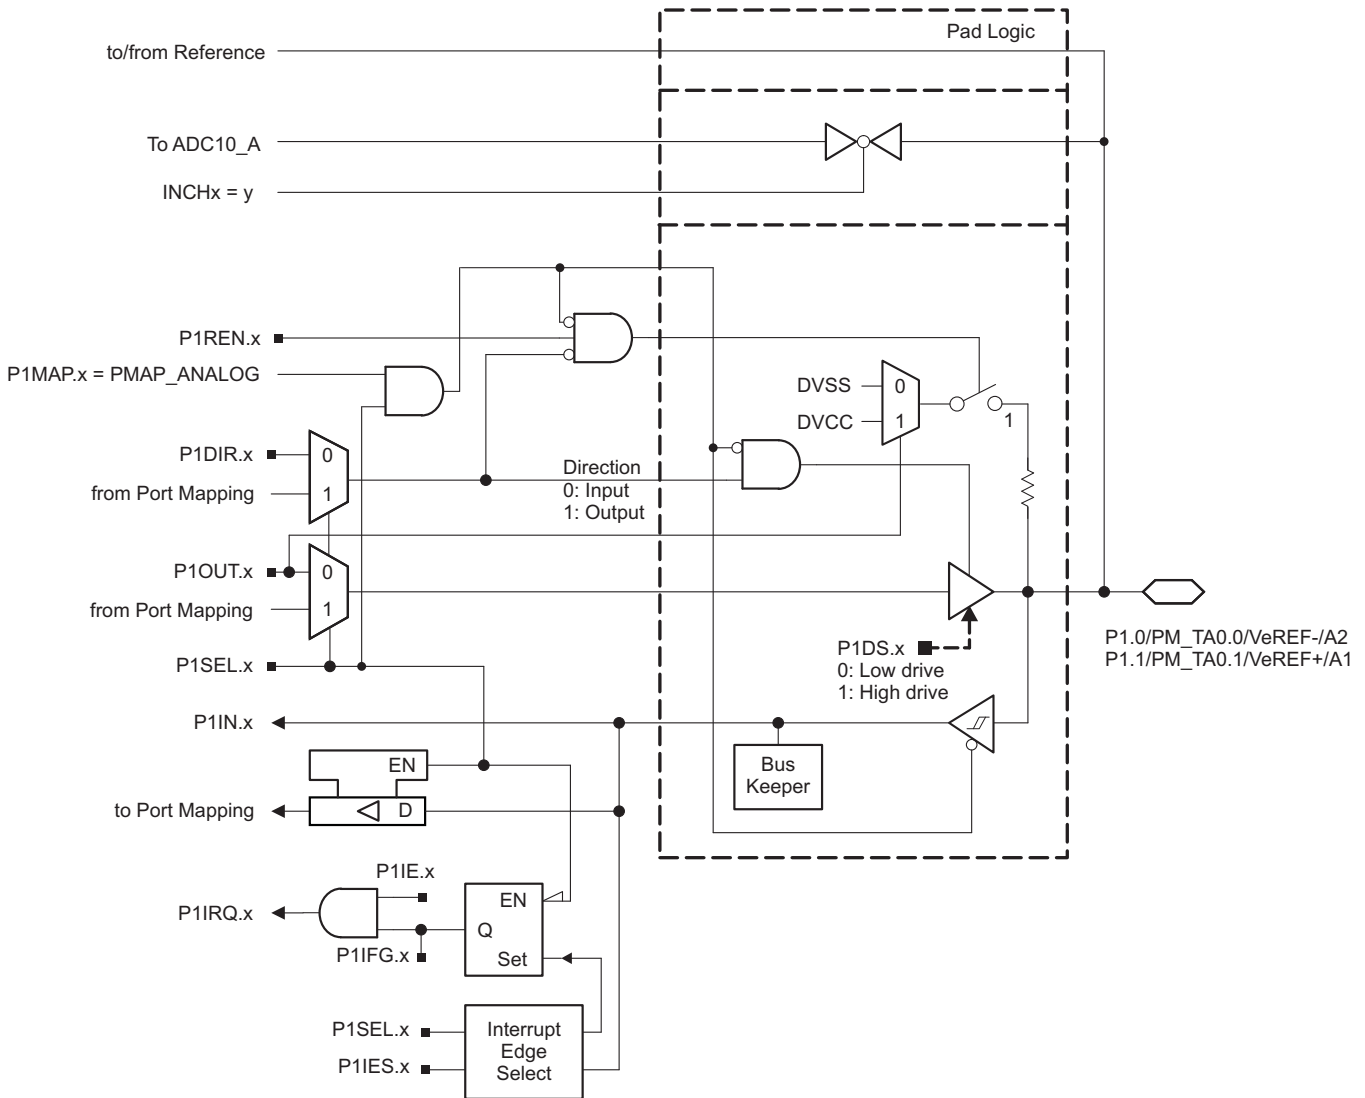 Pad Logic
to/from Reference
To ADC10_A
INCHx = y
P1REN.x
P1MAP.x = PMAP_ANALOG
DVSS
0
DVCC
1
1
P1DIR.x
0
from Port Mapping
1
Direction
0: Input
1: Output
P1OUT.x
0
from Port Mapping
1
P1.0/PM_TA0.0/VeREF-/A2
P1.1/PM_TA0.1/VeREF+/A1
P1DS.x
0: Low drive
1: High drive
P1SEL.x
P1IN.x
EN
Bus
Keeper
to Port Mapping
D
P1IE.x
EN
P1IRQ.x
Q
P1IFG.x
Set
P1SEL.x
P1IES.x
Interrupt
Edge
Select